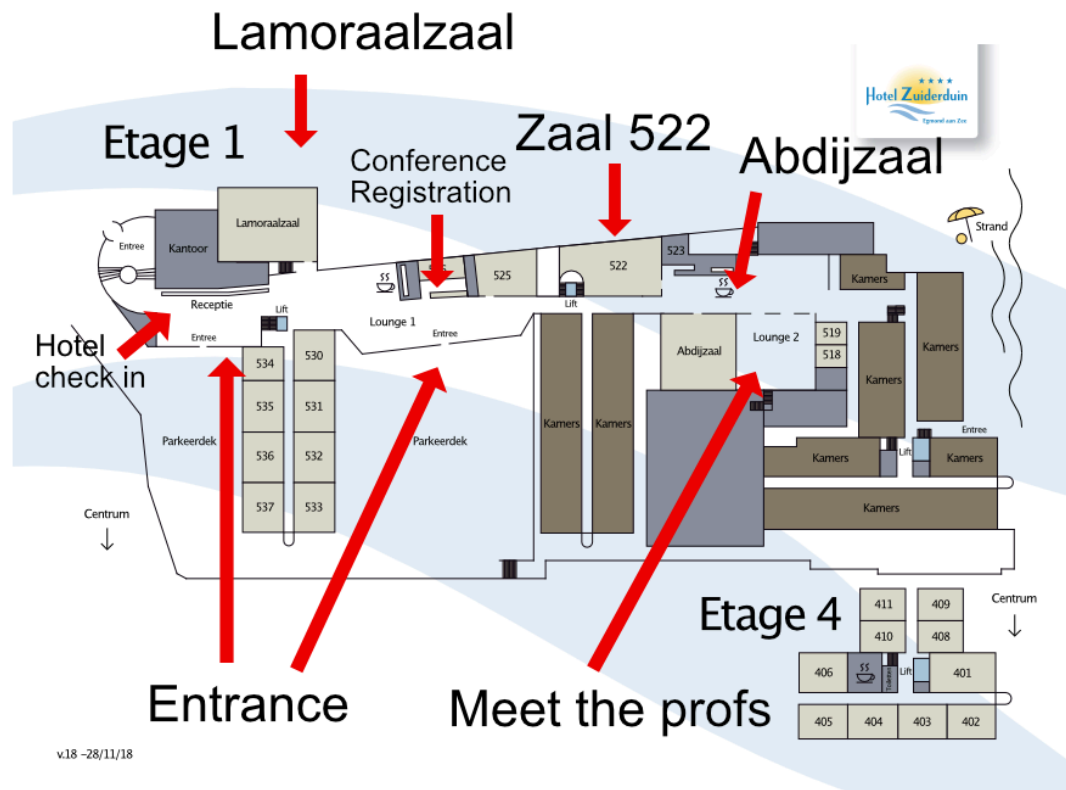 Lamoraalzaal
Hotel Zuiderduin
Egmond aan Zee
Etage 1
Zaal 522
Abdijzaal
Conference
Registration
Lamoraalzaal
Entree
Kantoor
Strand
523
522
525
Kamers
Receptie
Lift
Lift
Lounge 1
Entree
Entree
Hotel
check in
534
530
Abdijzaal
Lounge 2
519
518
Kamers
Kamers
535
531
Parkeerdek
Parkeerdek
Kamers
Kamers
Entree
536
532
Kamers
Lift
Kamers
537
533
Kamers
Centrum
Etage 4
411
409
Centrum
410
408
406
Toiletten
Lift
401
405
404
403
402
Entrance
Meet the profs
v.18 –28/11/18